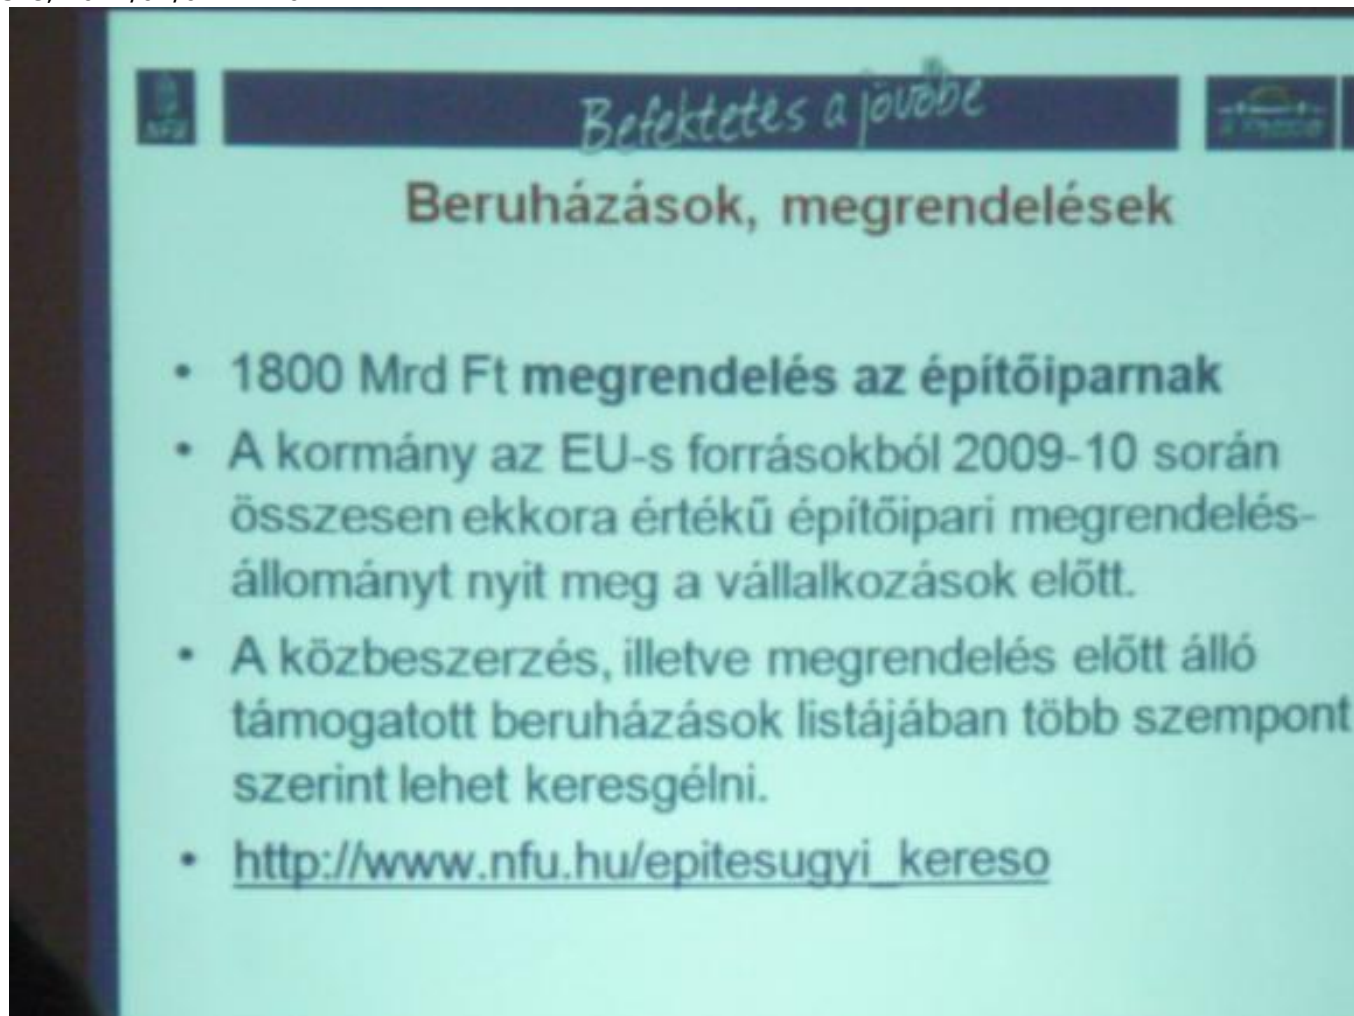 NFÜ
Befektetés a jövőbe
Beruházások, megrendelések
• 1800 Mrd Ft megrendelés az építőiparnak
• A kormány az EU-s forrásokból 2009-10 során
összesen ekkora értékű építőipari megrendelés-
állományt nyit meg a vállalkozások előtt.
• A közbeszerzés, illetve megrendelés előtt álló
támogatott beruházások listájában több szempont
szerint lehet keresgélni.
• http://www.nfu.hu/epitesugyi_kereso